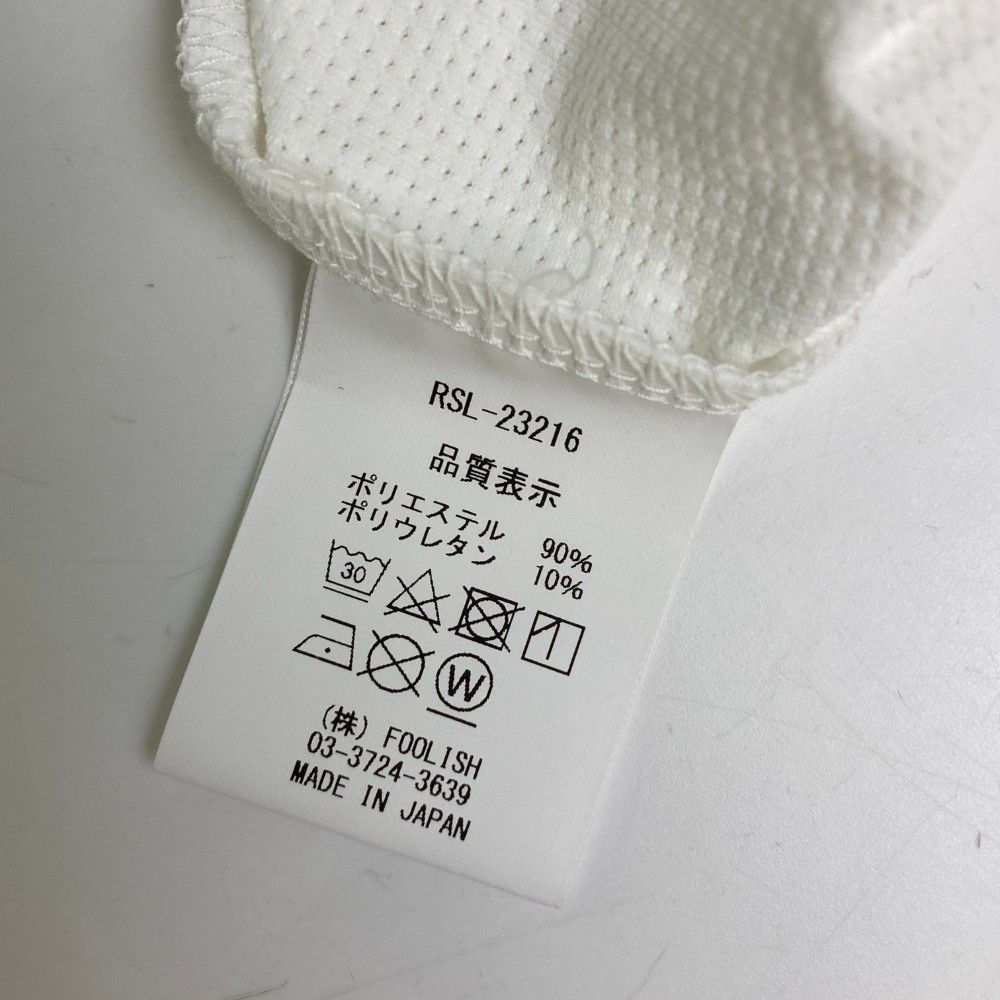 RSL-23216
品質表示
ポリエステル 90%
ポリウレタン 10%
30
W
(株) FOOLISH
03-3724-3639
MADE IN JAPAN